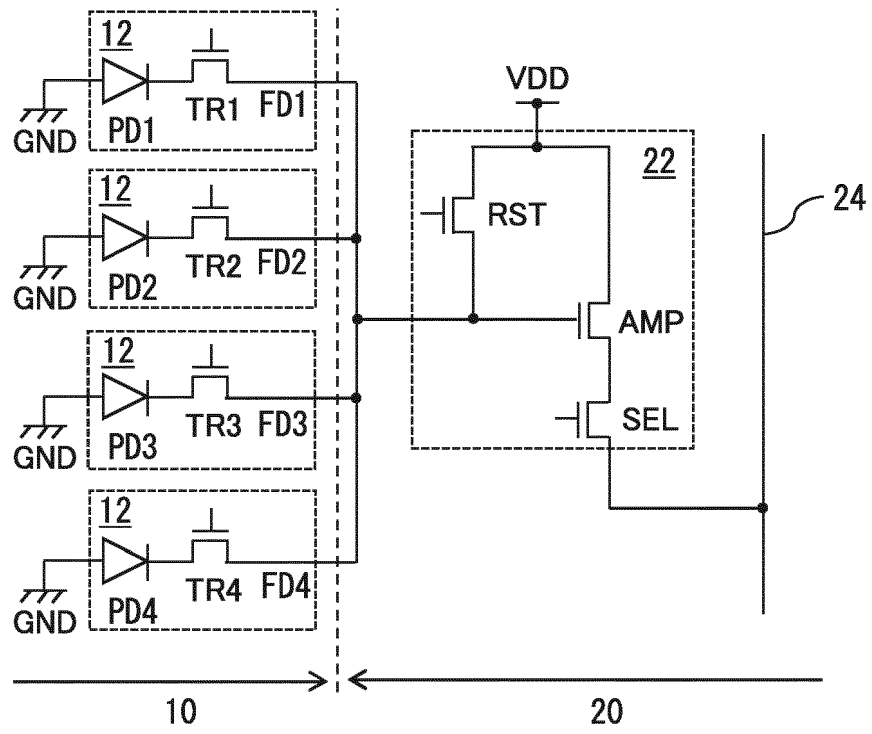 12
TR1
FD1
PD1
GND
12
TR2
FD2
PD2
GND
12
TR3
FD3
PD3
GND
12
TR4
FD4
PD4
GND
VDD
22
RST
AMP
SEL
24
10
20